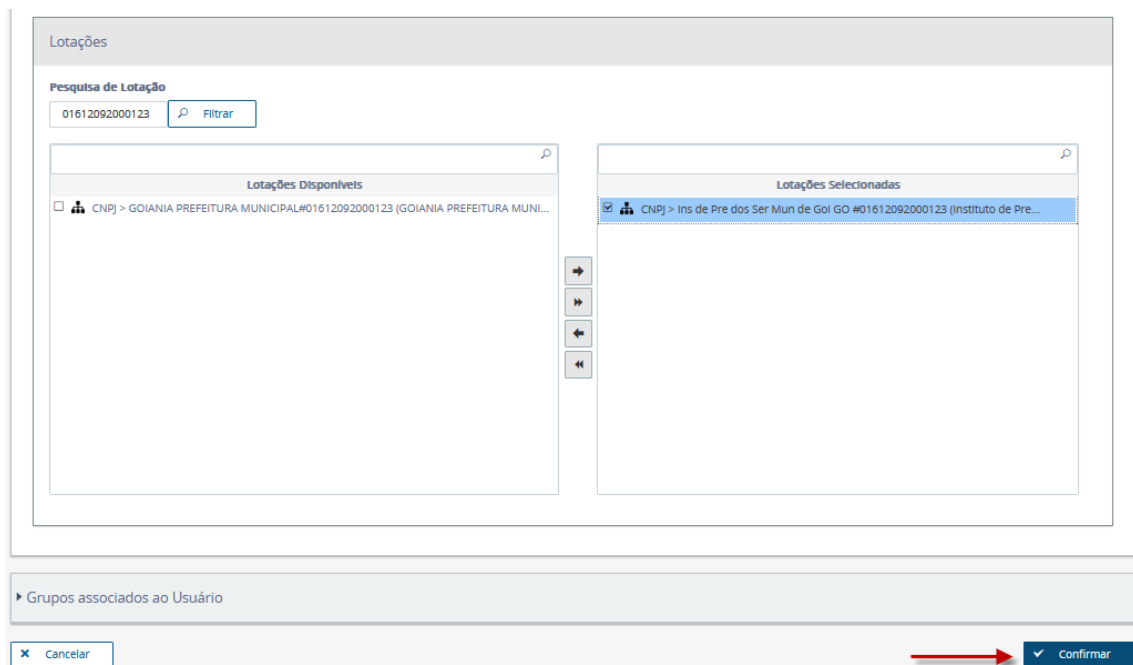 Lotações
Pesquisa de Lotação
01612092000123 Filtrar
Lotações Disponíveis
CNPJ > GOIANIA PREFEITURA MUNICIPAL#01612092000123 (GOIANIA PREFEITURA MUNI...
Lotações Selecionadas
CNPJ > Ins de Pre dos Ser Mun de Goi GO #01612092000123 (Instituto de Pre...
Grupos associados ao Usuário
Cancelar
Confirmar